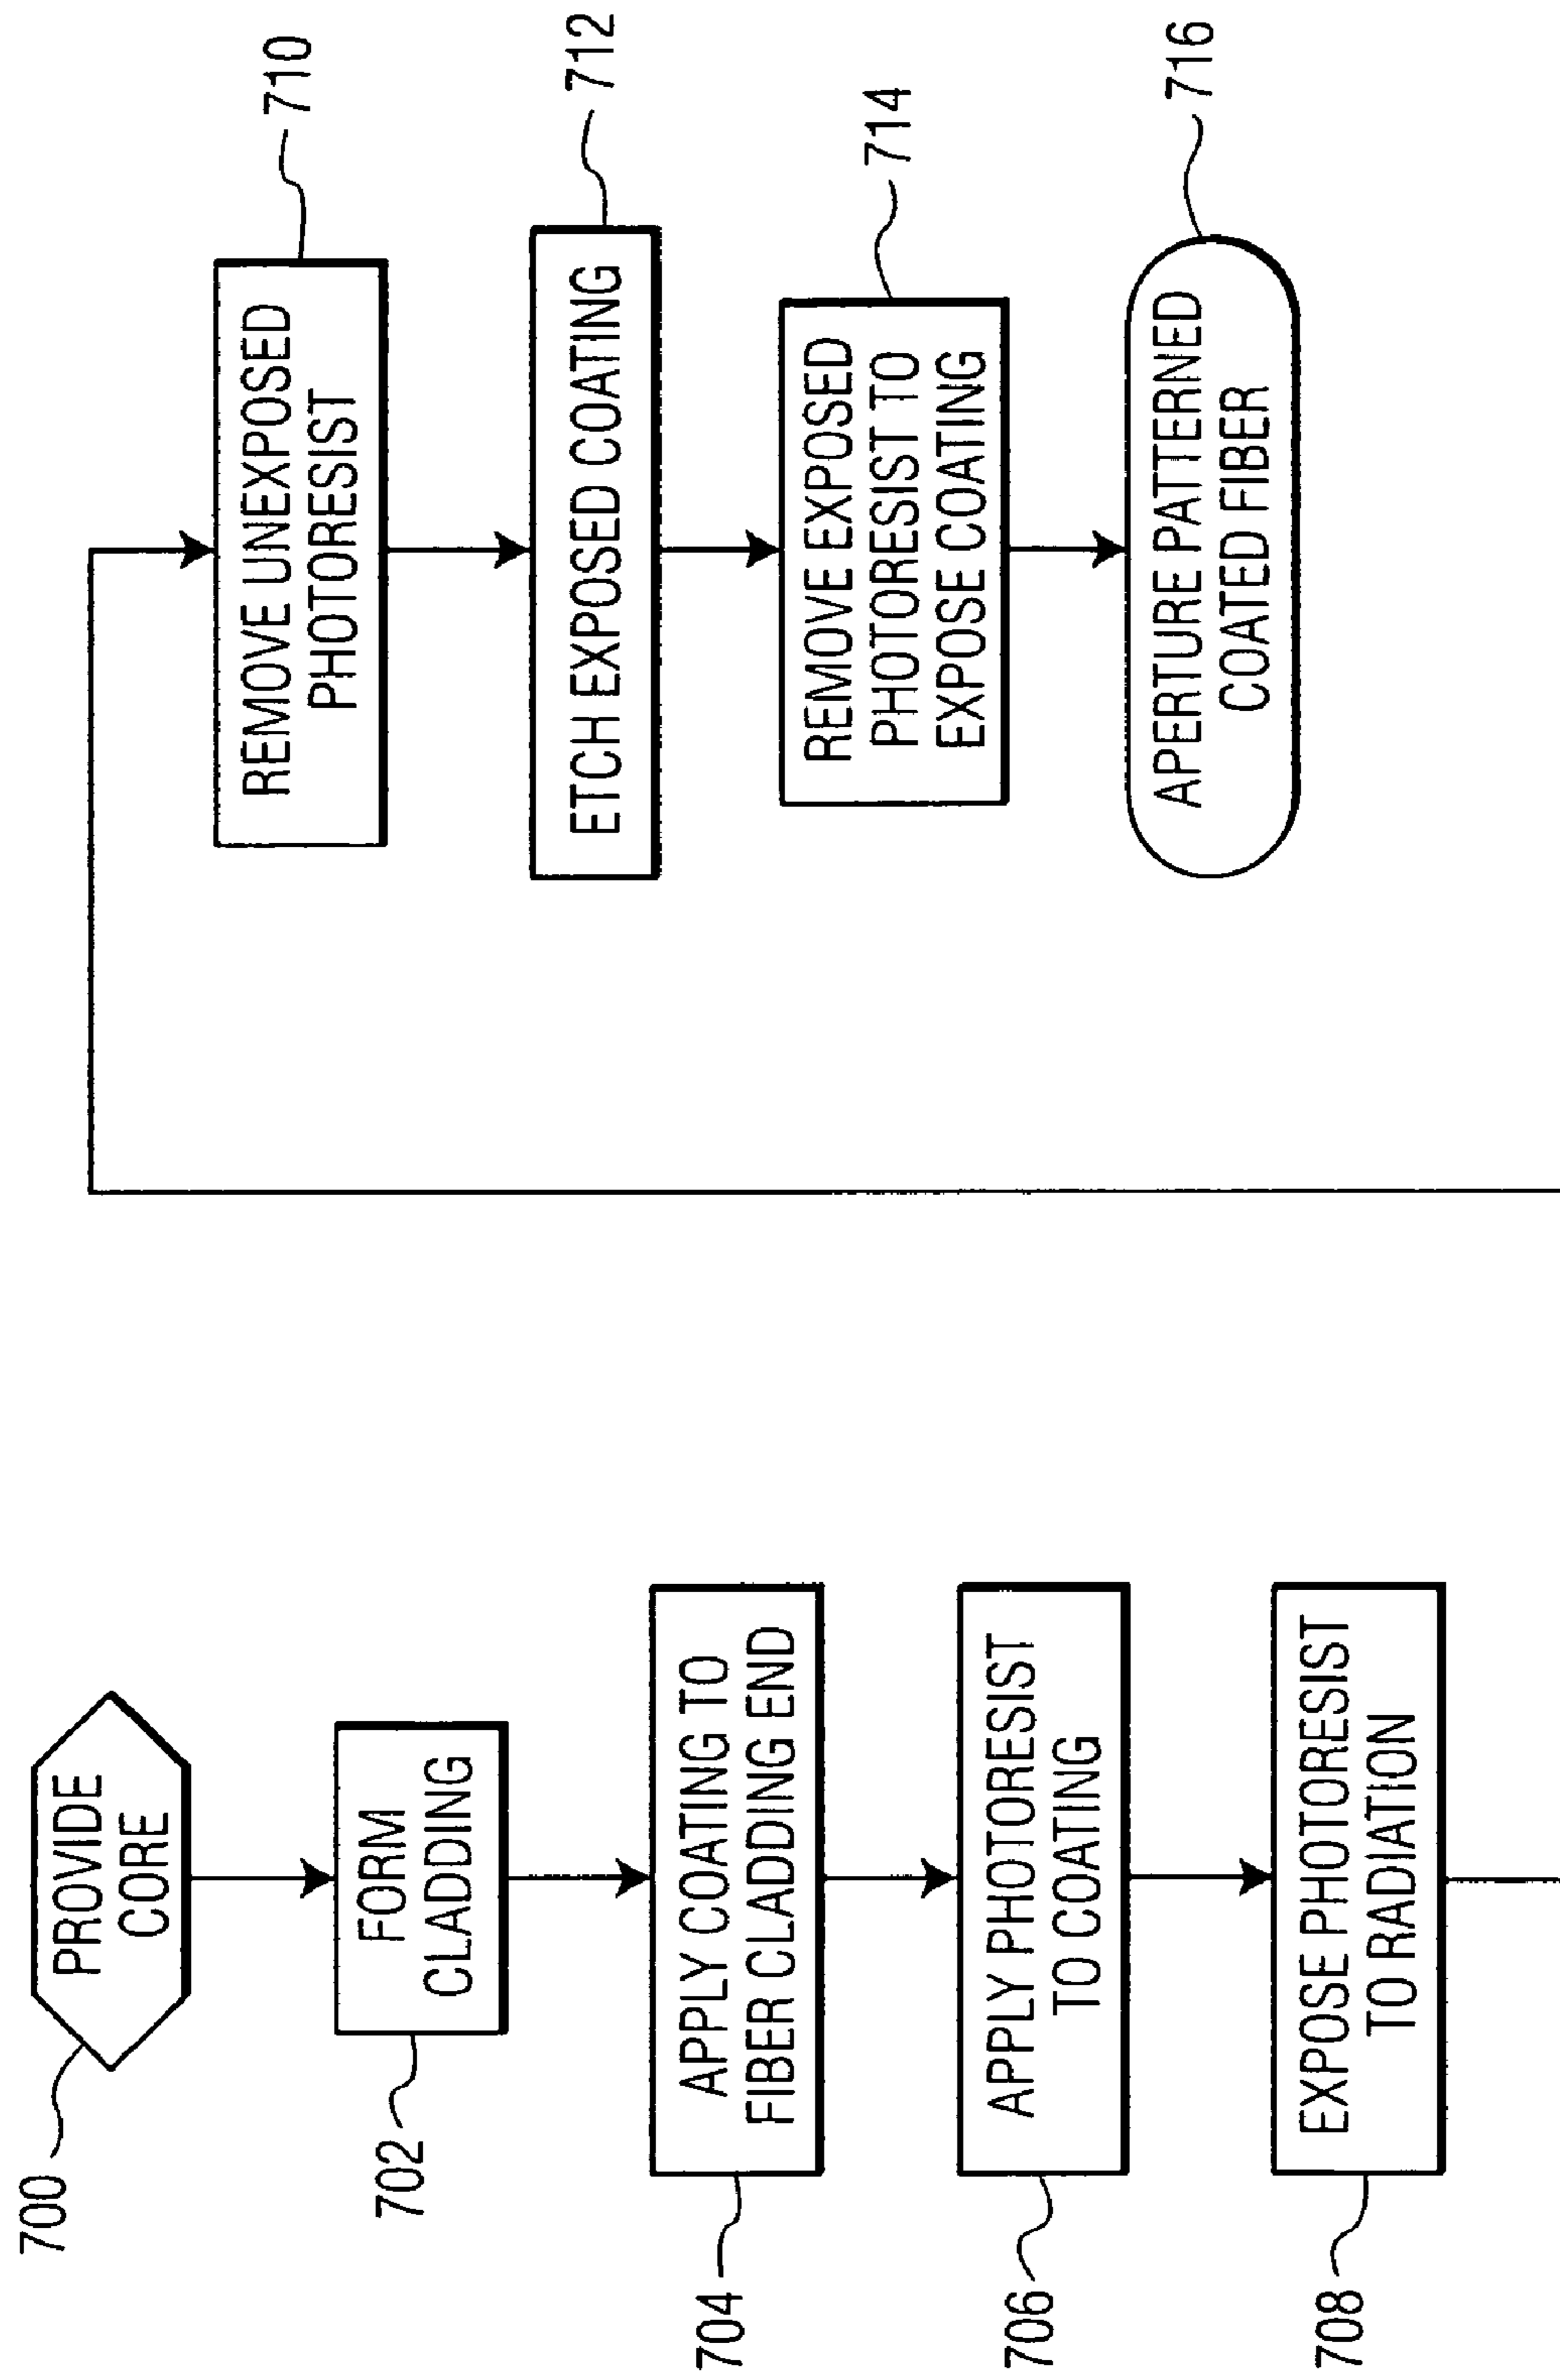 700
PROVIDE
CORE
702
FORM
CLADDING
704
APPLY COATING TO
FIBER CLADDING END
706
APPLY PHOTORESIST
TO COATING
708
EXPOSE PHOTORESIST
TO RADIATION
REMOVE UNEXPOSED
PHOTORESIST
710
ETCH EXPOSED COATING
712
REMOVE EXPOSED
PHOTORESIST TO
EXPOSE COATING
714
APERTURE PATTERNED
COATED FIBER
716